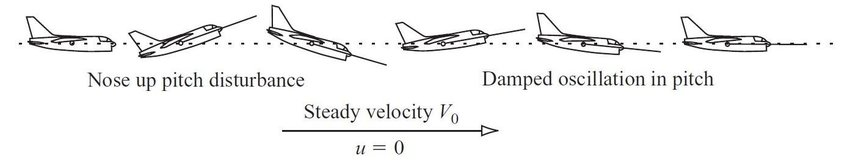 Nose up pitch disturbance
Damped oscillation in pitch
Steady velocity V₀
u = 0